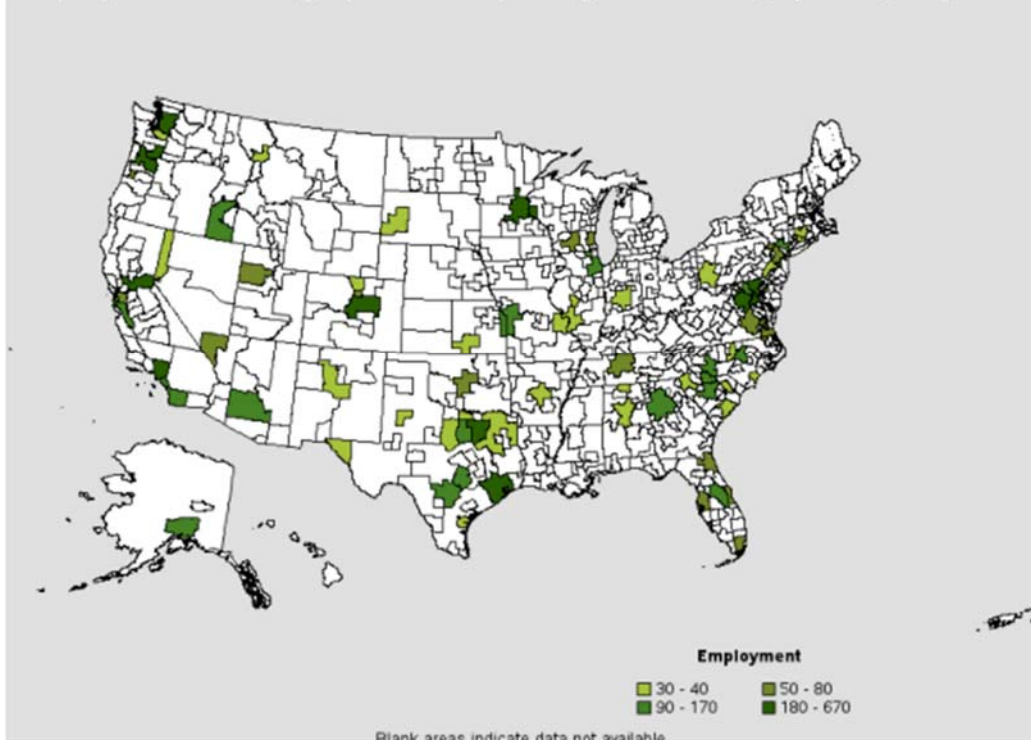 Employment
30 - 40 50 - 80
90 - 170 180 - 670
Blank areas indicate data not available